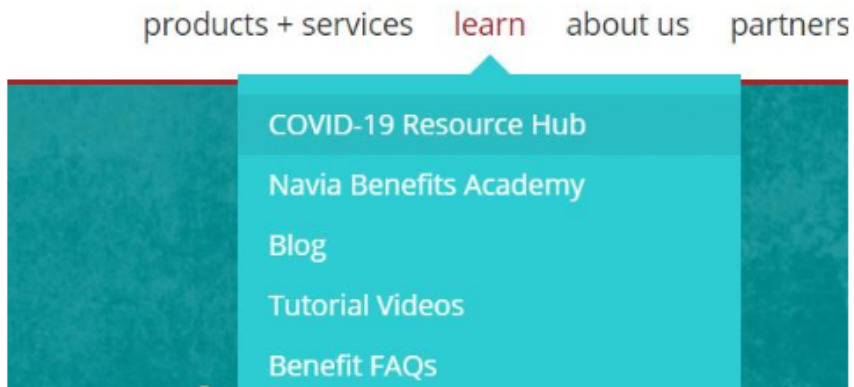 products + services learn about us partners
COVID-19 Resource Hub
Navia Benefits Academy
Blog
Tutorial Videos
Benefit FAQs